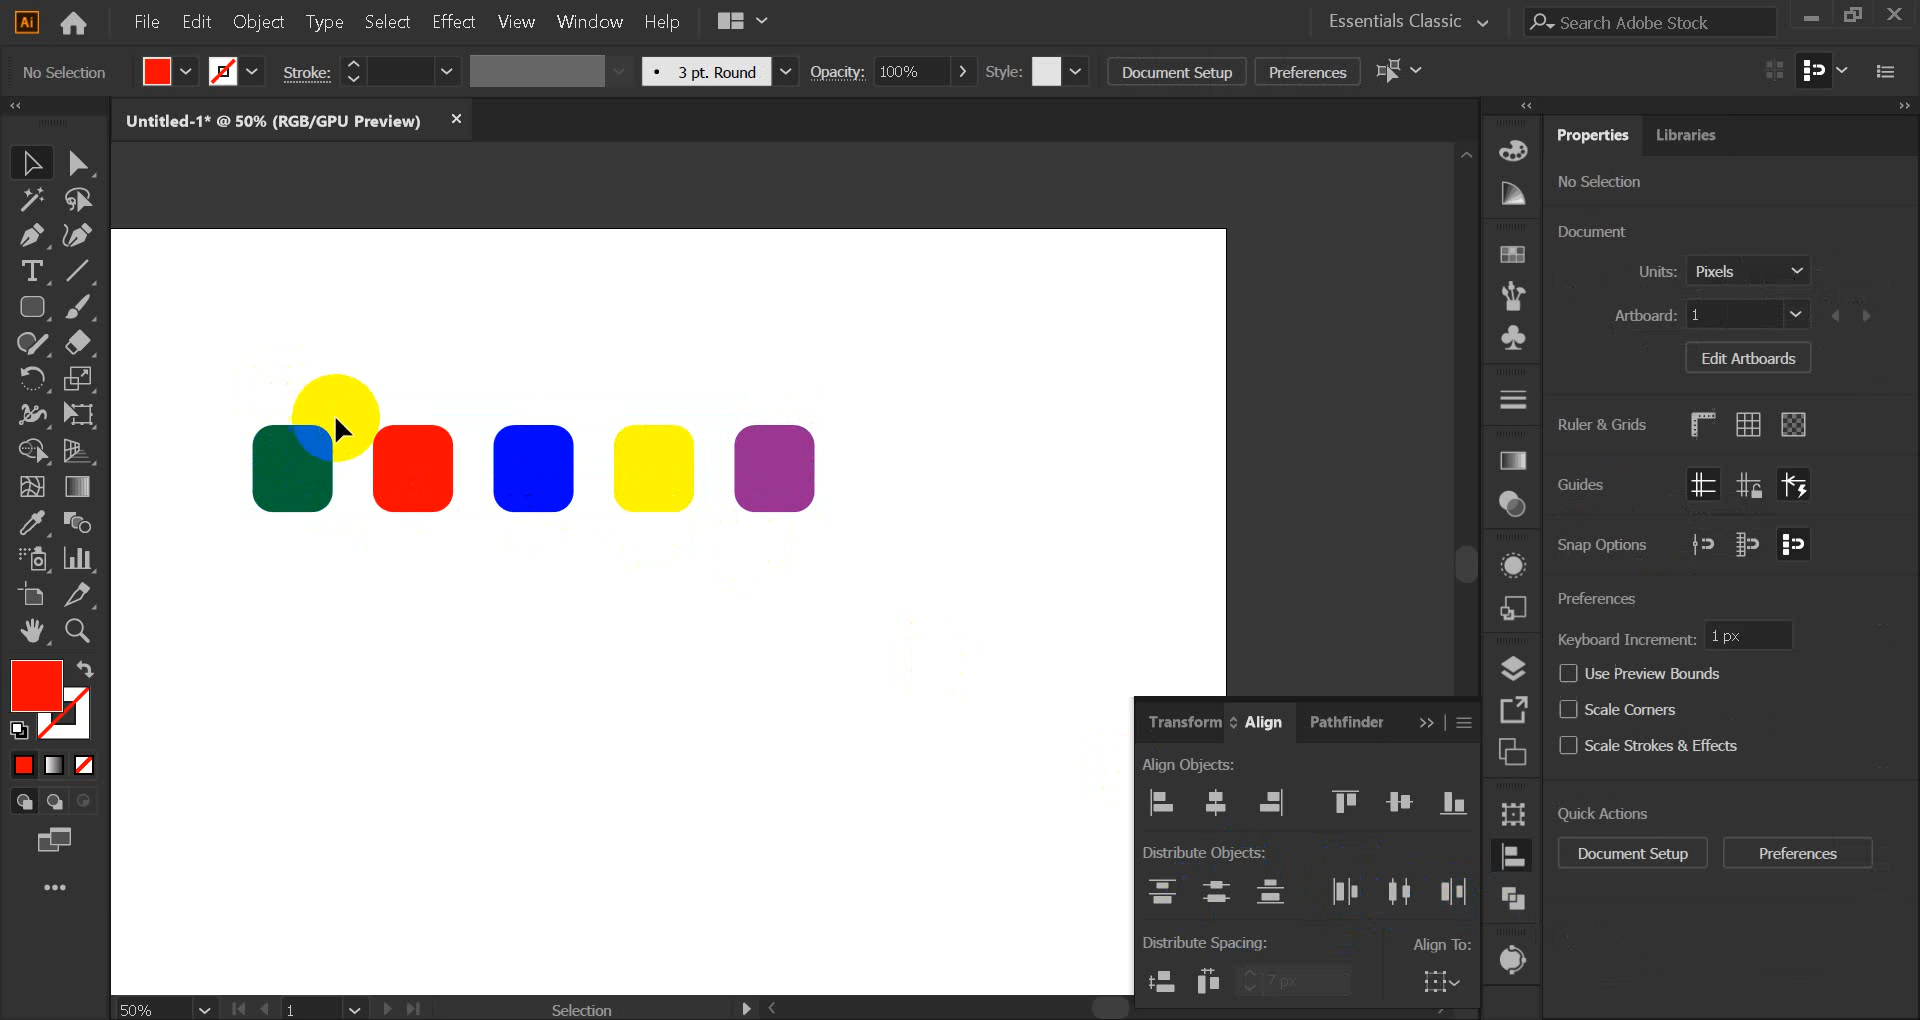 Ai File Edit Object Type Select Effect View Window Help Essentials Classic Search Adobe Stock
No Selection Stroke: 3 pt. Round Opacity: 100% Style: Document Setup Preferences
Untitled-1* @ 50% (RGB/GPU Preview)
Properties Libraries
No Selection
Document
Units: Pixels
Artboard: 1
Edit Artboards
Ruler & Grids
Guides
Snap Options
Preferences
Keyboard Increment: 1 px
Use Preview Bounds
Scale Corners
Scale Strokes & Effects
Quick Actions
Document Setup Preferences
Transform Align Pathfinder
Align Objects:
Distribute Objects:
Distribute Spacing: Align To:
7 px
50% 1 Selection